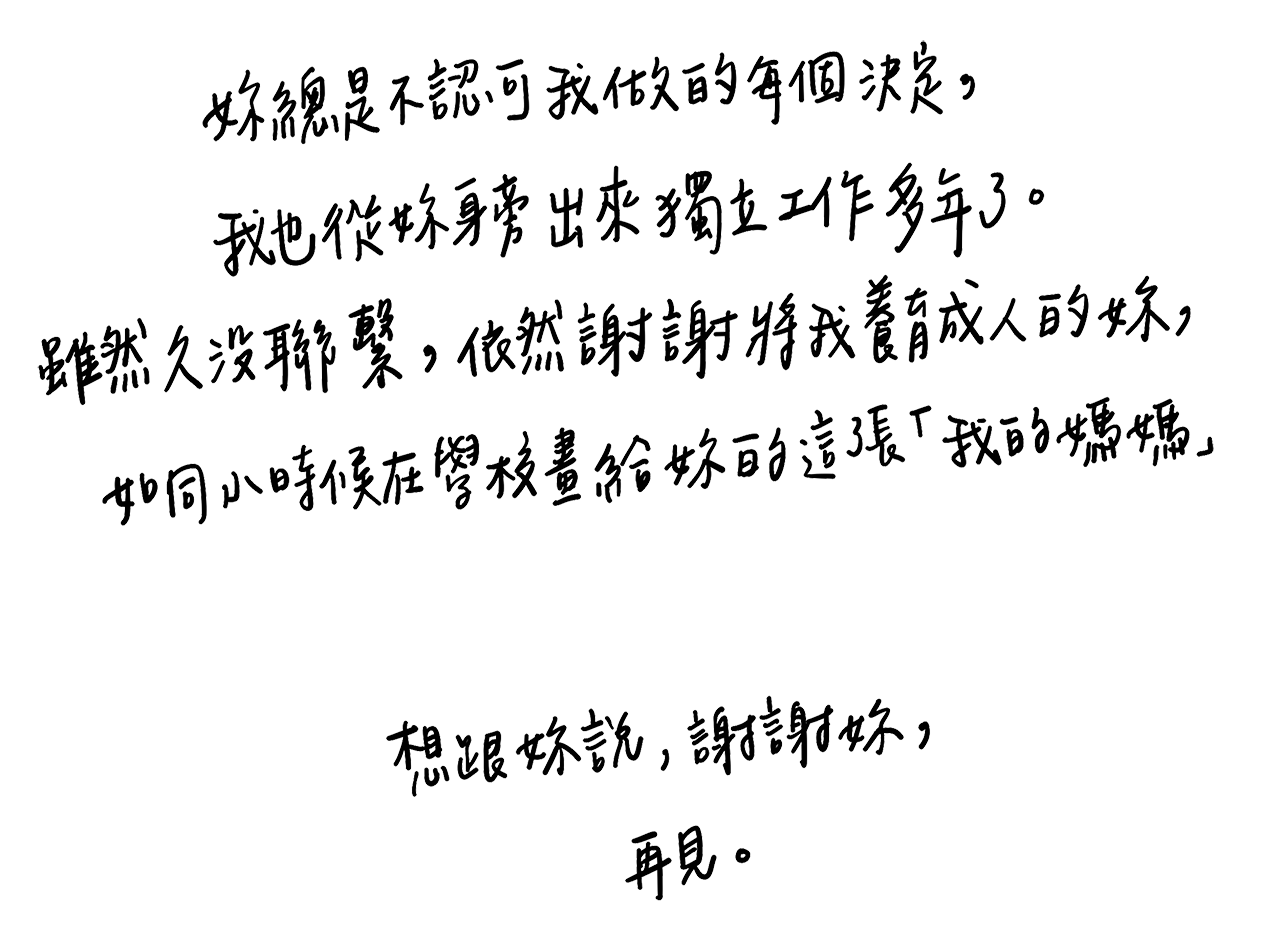 妳總是不認可我做的每個決定，
我也從妳身旁出來獨立工作多年了。
雖然久沒聯繫，依然謝謝將我養育成人的妳，
如同小時候在學校畫給妳的這張「我的媽媽」
想跟妳說，謝謝妳，
再見。